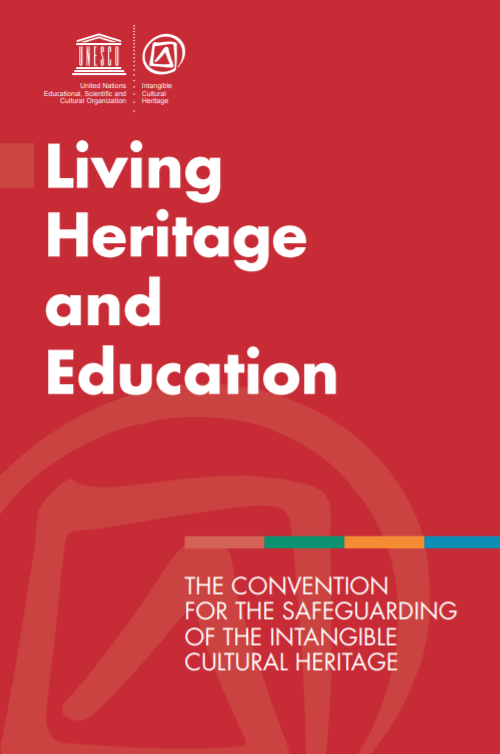 UNESCO
United Nations
Educational, Scientific and
Cultural Organization
Intangible
Cultural
Heritage
Living
Heritage
and
Education
THE CONVENTION
FOR THE SAFEGUARDING
OF THE INTANGIBLE
CULTURAL HERITAGE